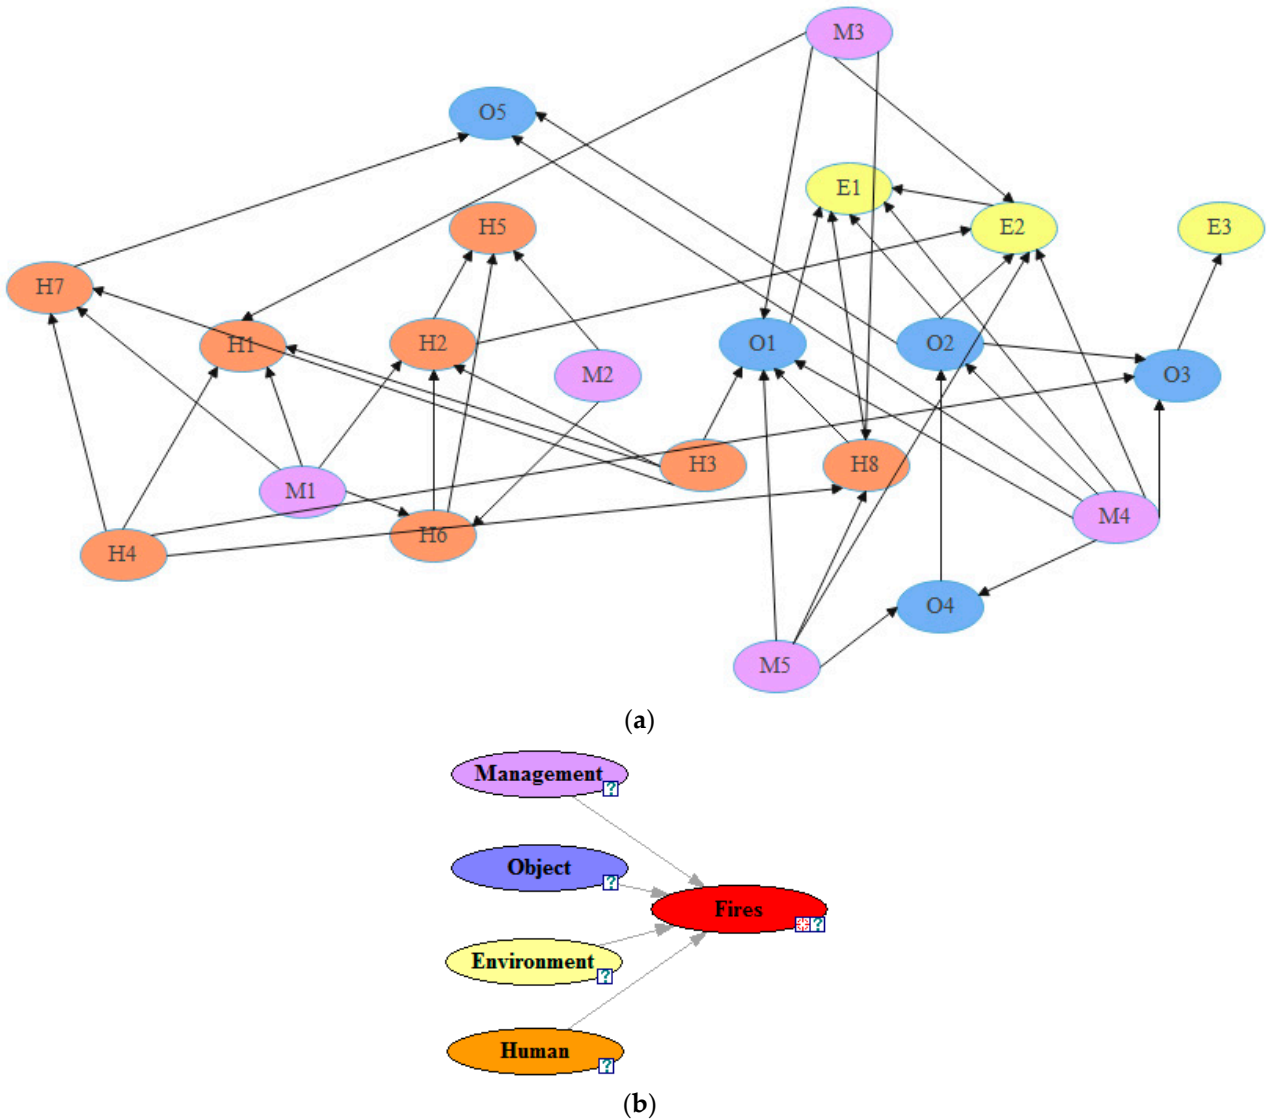 M3
O5
E1
H5
E2
E3
H7
H1
H2
O1
O2
M2
O3
H3
H8
M1
M4
H6
H4
O4
M5
(a)
Management
?
Object
?
Fires
?
Environment
?
Human
?
(b)